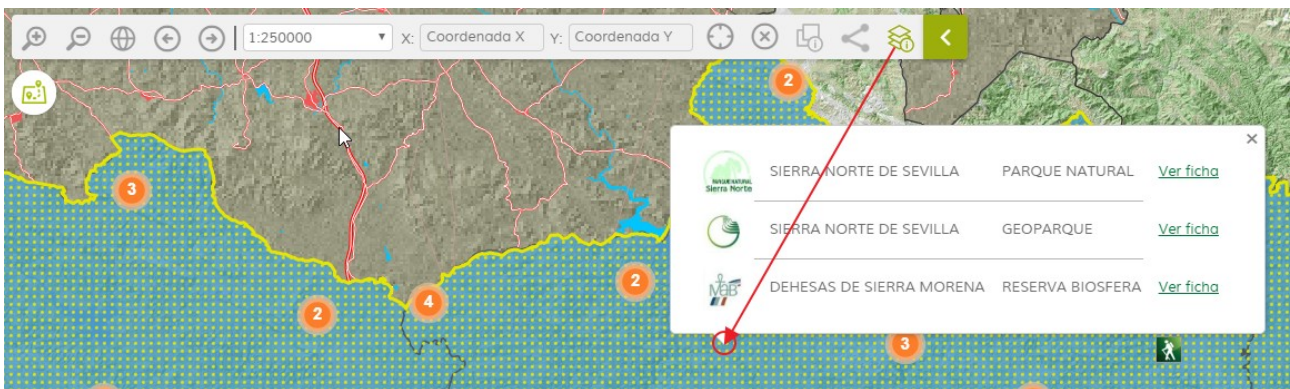 1:250000 X: Coordenada X Y: Coordenada Y
2
3
SIERRA NORTE DE SEVILLA PARQUE NATURAL Ver ficha
PARQUE NATURAL
Sierra Norte
SIERRA NORTE DE SEVILLA GEOPARQUE Ver ficha
MaB DEHESAS DE SIERRA MORENA RESERVA BIOSFERA Ver ficha
2
4
2
3